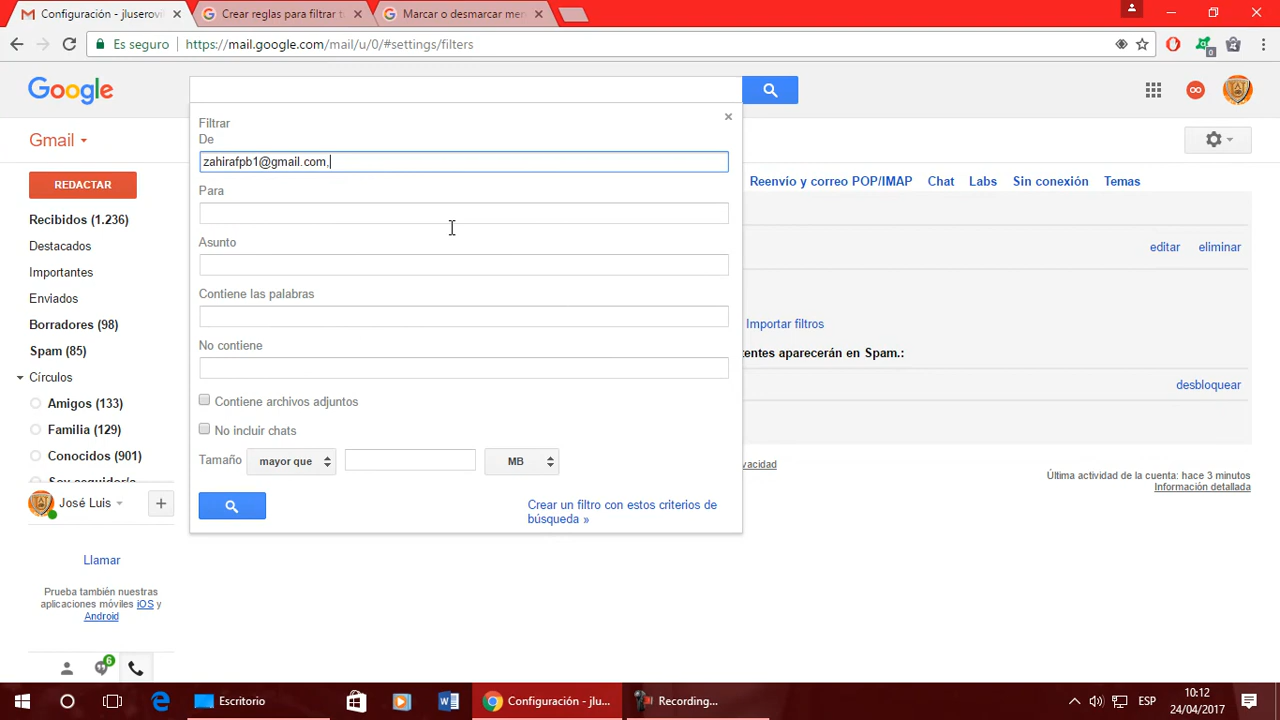 Configuración - jluserovil
Crear reglas para filtrar t
Marcar o desmarcar men
Es seguro
https://mail.google.com/mail/u/0/#settings/filters
0
Google
Gmail
Filtrar
De
zahirafpb1@gmail.com,
Para
Asunto
Contiene las palabras
No contiene
Contiene archivos adjuntos
No incluir chats
Tamaño
mayor que
MB
Crear un filtro con estos criterios de
búsqueda »
REDACTAR
Recibidos (1.236)
Destacados
Importantes
Enviados
Borradores (98)
Spam (85)
Círculos
Amigos (133)
Familia (129)
Conocidos (901)
José Luis
Llamar
Prueba también nuestras
aplicaciones móviles iOS y
Android
6
Reenvío y correo POP/IMAP
Chat
Labs
Sin conexión
Temas
editar
eliminar
Importar filtros
tentes aparecerán en Spam.:
desbloquear
vacidad
Última actividad de la cuenta: hace 3 minutos
Información detallada
Escritorio
Configuración - jlu...
Recording...
ESP
10:12
24/04/2017